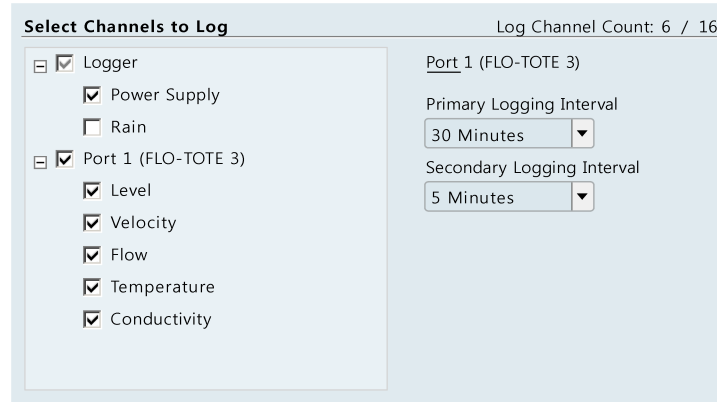 Select Channels to Log
Log Channel Count: 6 / 16
Logger
Power Supply
Rain
Port 1 (FLO-TOTE 3)
Level
Velocity
Flow
Temperature
Conductivity
Port 1 (FLO-TOTE 3)
Primary Logging Interval
30 Minutes
Secondary Logging Interval
5 Minutes